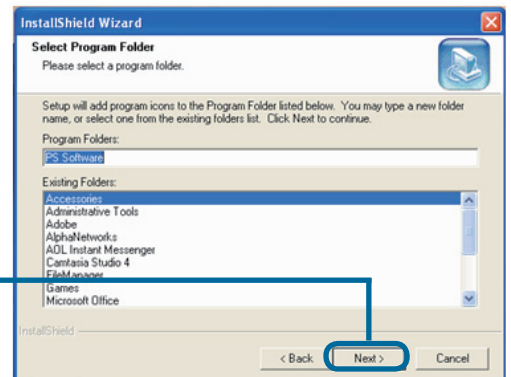 InstallShield Wizard
Select Program Folder
Please select a program folder.
Setup will add program icons to the Program Folder listed below. You may type a new folder
name, or select one from the existing folders list. Click Next to continue.
Program Folders:
PS Software
Existing Folders:
Accessories
Administrative Tools
Adobe
AlphaNetworks
AOL Instant Messenger
Camtasia Studio 4
FileManager
Games
Microsoft Office
InstallShield
< Back
Next >
Cancel